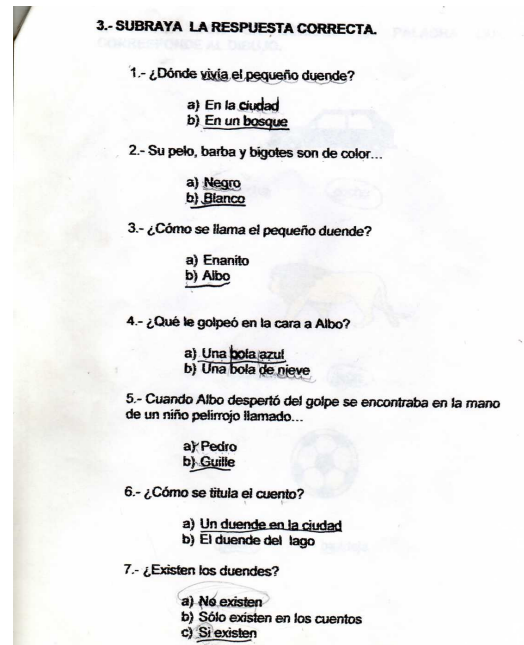 3.- SUBRAYA LA RESPUESTA CORRECTA.
1.- ¿Dónde vivía el pequeño duende?
a) En la ciudad
b) En un bosque
2.- Su pelo, barba y bigotes son de color...
a) Negro
b) Blanco
3.- ¿Cómo se llama el pequeño duende?
a) Enanito
b) Albo
4.- ¿Qué le golpeó en la cara a Albo?
a) Una bola azul
b) Una bola de nieve
5.- Cuando Albo despertó del golpe se encontraba en la mano
de un niño pelirrojo llamado...
a) Pedro
b) Guille
6.- ¿Cómo se titula el cuento?
a) Un duende en la ciudad
b) El duende del lago
7.- ¿Existen los duendes?
a) No existen
b) Sólo existen en los cuentos
c) Si existen